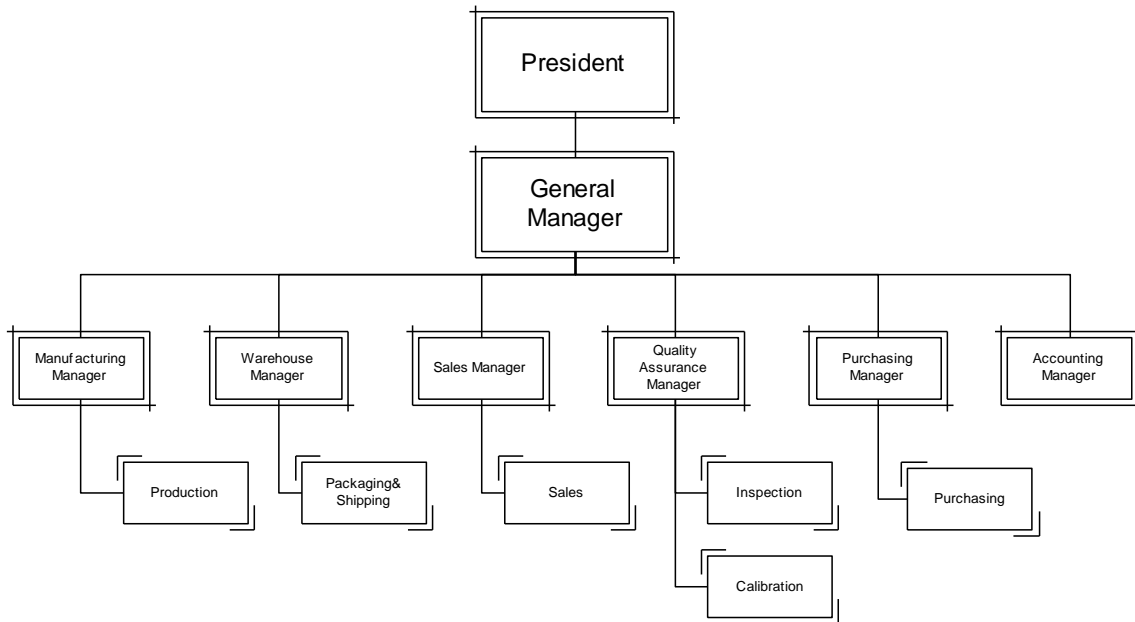 President
General
Manager
Manufacturing
Manager
Warehouse
Manager
Sales Manager
Quality
Assurance
Manager
Purchasing
Manager
Accounting
Manager
Production
Packaging&
Shipping
Sales
Inspection
Purchasing
Calibration